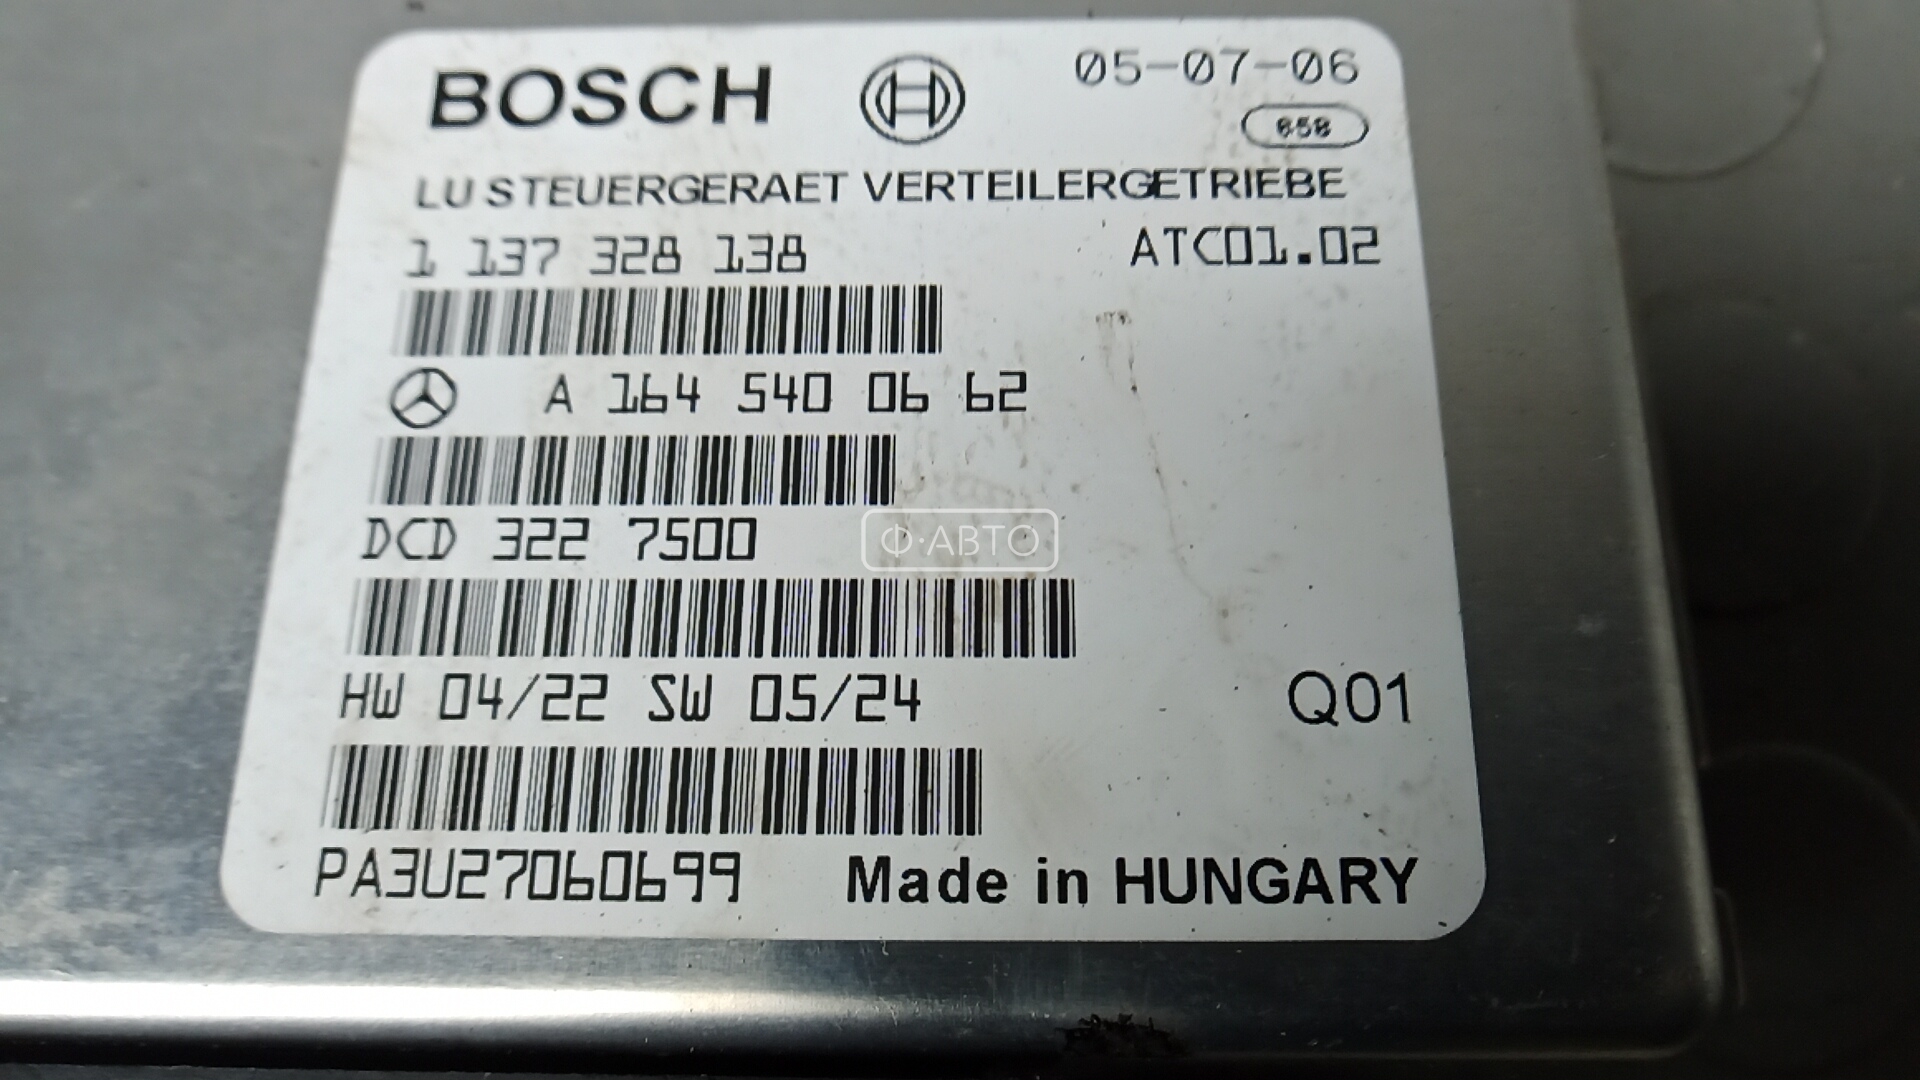 BOSCH 05-07-06
858
LU STEUERGERAET VERTEILERGETRIEBE
1 137 328 138 ATC01.02
A 164 540 06 62
DCD 322 7500
Ф·АВТО
HW 04/22 SW 05/24 Q01
PA3U27060699 Made in HUNGARY